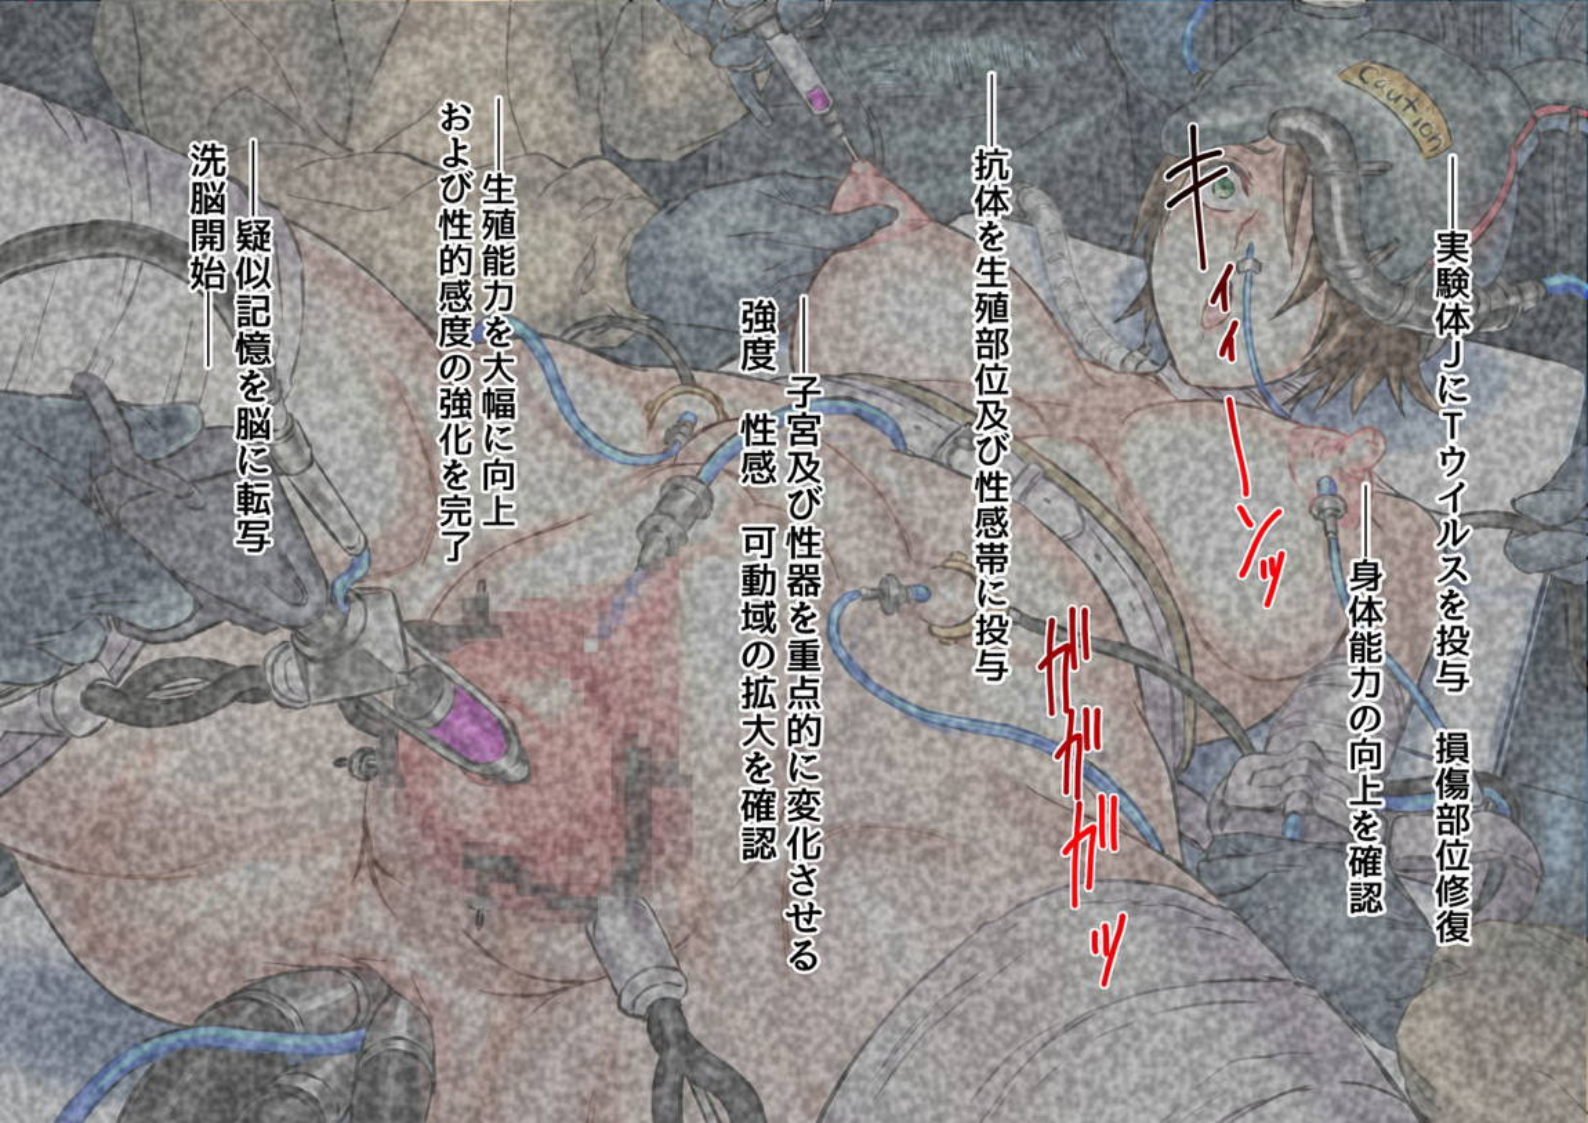 Caution
――実験体JにTウイルスを投与　損傷部位修復
――身体能力の向上を確認
キィィーンッ
ガガガッ
――抗体を生殖部位及び性感帯に投与
――子宮及び性器を重点的に変化させる
強度　性感　可動域の拡大を確認
――生殖能力を大幅に向上
および性的感度の強化を完了
――疑似記憶を脳に転写
洗脳開始――